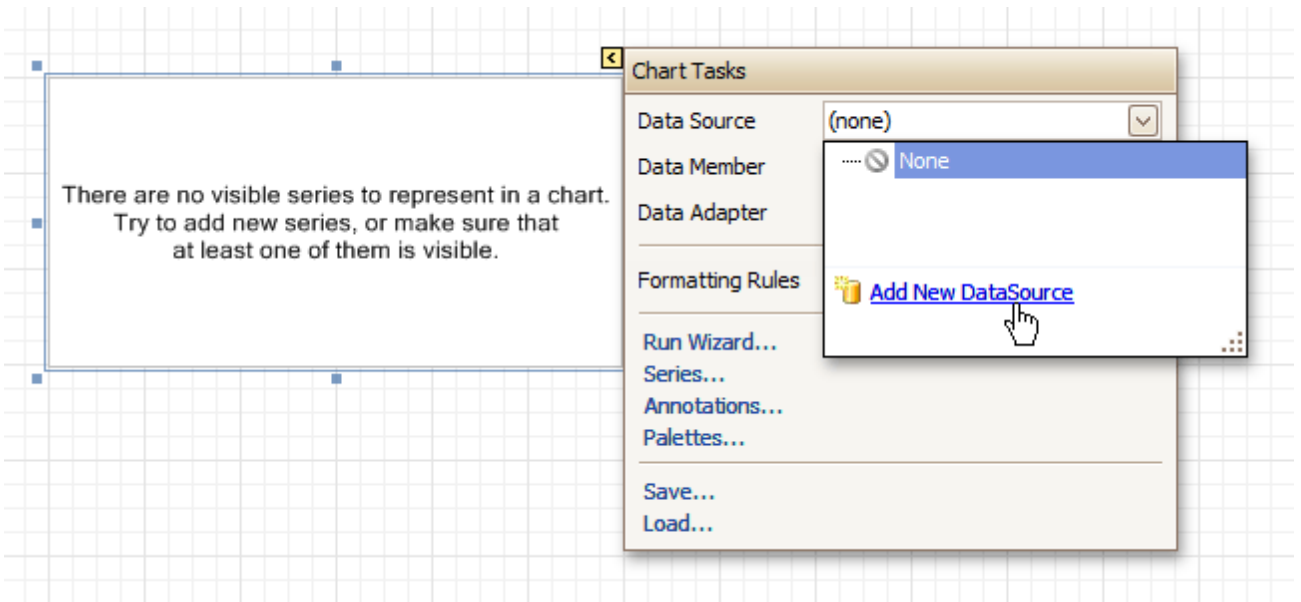 Chart Tasks
Data Source (none)
None
Data Member
Data Adapter
Formatting Rules
Add New DataSource
Run Wizard...
Series...
Annotations...
Palettes...
Save...
Load...
There are no visible series to represent in a chart.
Try to add new series, or make sure that
at least one of them is visible.